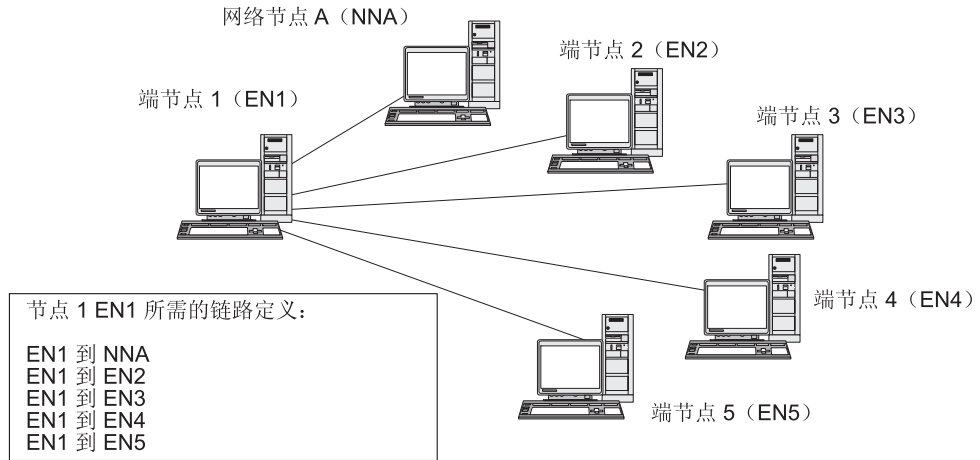 网络节点 A（NNA）
端节点 2（EN2）
端节点 1（EN1）
端节点 3（EN3）
端节点 4（EN4）
端节点 5（EN5）
节点 1 EN1 所需的链路定义：
EN1 到 NNA
EN1 到 EN2
EN1 到 EN3
EN1 到 EN4
EN1 到 EN5